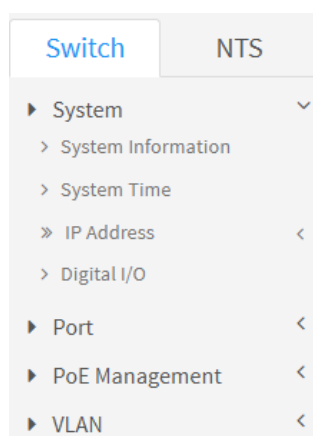 Switch NTS
System
System Information
System Time
IP Address
Digital I/O
Port
PoE Management
VLAN